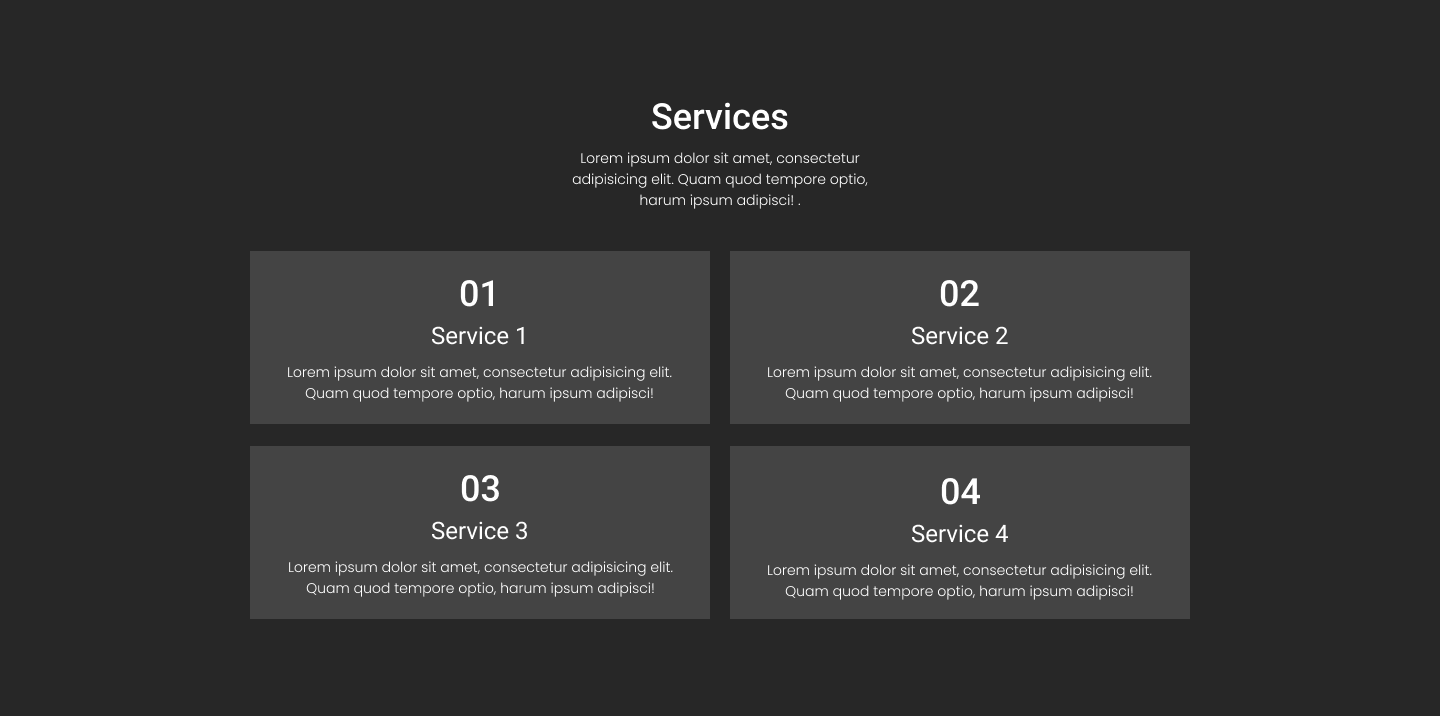 Services
Lorem ipsum dolor sit amet, consectetur
adipisicing elit. Quam quod tempore optio,
harum ipsum adipisci! .
01
Service 1
Lorem ipsum dolor sit amet, consectetur adipisicing elit.
Quam quod tempore optio, harum ipsum adipisci!
02
Service 2
Lorem ipsum dolor sit amet, consectetur adipisicing elit.
Quam quod tempore optio, harum ipsum adipisci!
03
Service 3
Lorem ipsum dolor sit amet, consectetur adipisicing elit.
Quam quod tempore optio, harum ipsum adipisci!
04
Service 4
Lorem ipsum dolor sit amet, consectetur adipisicing elit.
Quam quod tempore optio, harum ipsum adipisci!